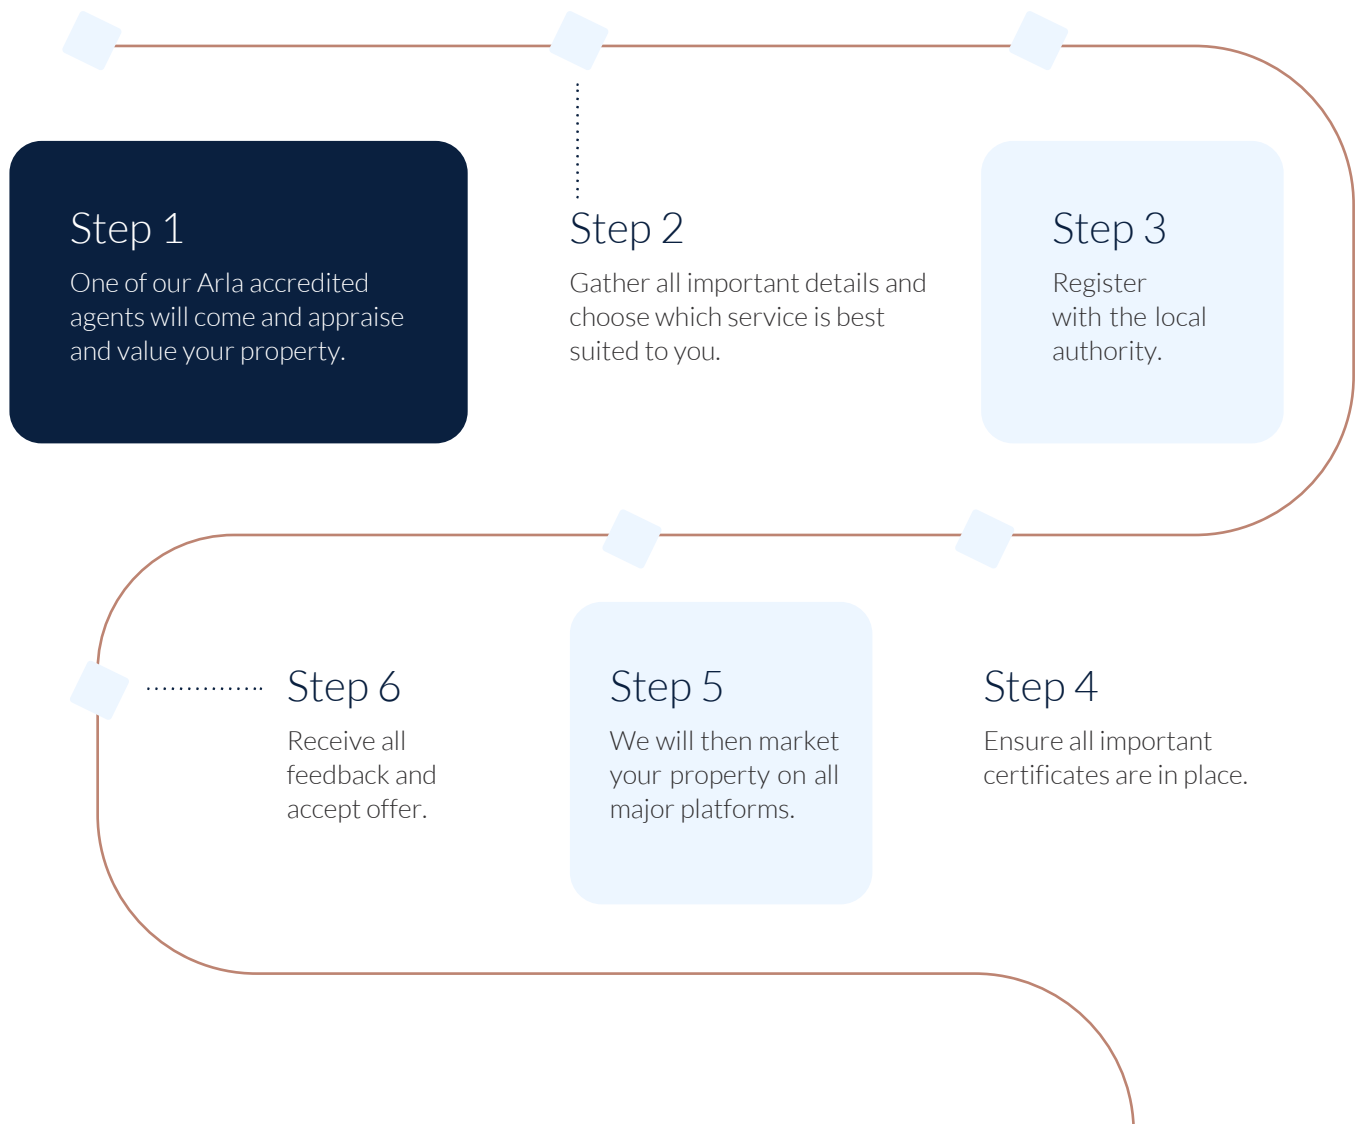 Step 1
One of our Arla accredited
agents will come and appraise
and value your property.
Step 2
Gather all important details and
choose which service is best
suited to you.
Step 3
Register
with the local
authority.
Step 4
Ensure all important
certificates are in place.
Step 5
We will then market
your property on all
major platforms.
Step 6
Receive all
feedback and
accept offer.